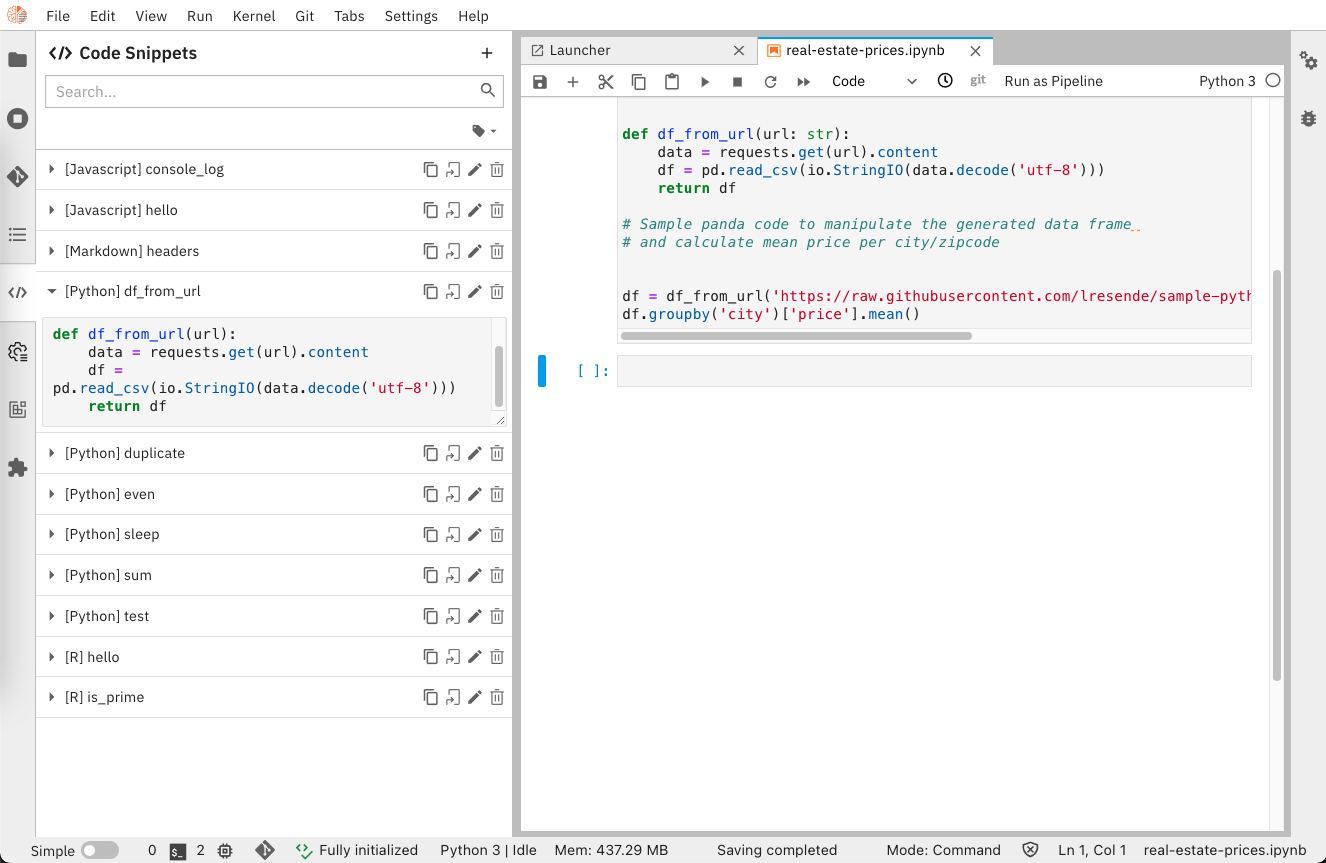 File Edit View Run Kernel Git Tabs Settings Help
</> Code Snippets +
Search...
[Javascript] console_log
[Javascript] hello
[Markdown] headers
[Python] df_from_url
def df_from_url(url):
    data = requests.get(url).content
    df =
pd.read_csv(io.StringIO(data.decode('utf-8')))
    return df
[Python] duplicate
[Python] even
[Python] sleep
[Python] sum
[Python] test
[R] hello
[R] is_prime
Launcher
real-estate-prices.ipynb
Code git Run as Pipeline Python 3
def df_from_url(url: str):
    data = requests.get(url).content
    df = pd.read_csv(io.StringIO(data.decode('utf-8')))
    return df
# Sample panda code to manipulate the generated data frame
# and calculate mean price per city/zipcode
df = df_from_url('https://raw.githubusercontent.com/lresende/sample-pyth
df.groupby('city')['price'].mean()
[ ]:
Simple 0 $_ 2 Fully initialized Python 3 | Idle Mem: 437.29 MB Saving completed Mode: Command Ln 1, Col 1 real-estate-prices.ipynb